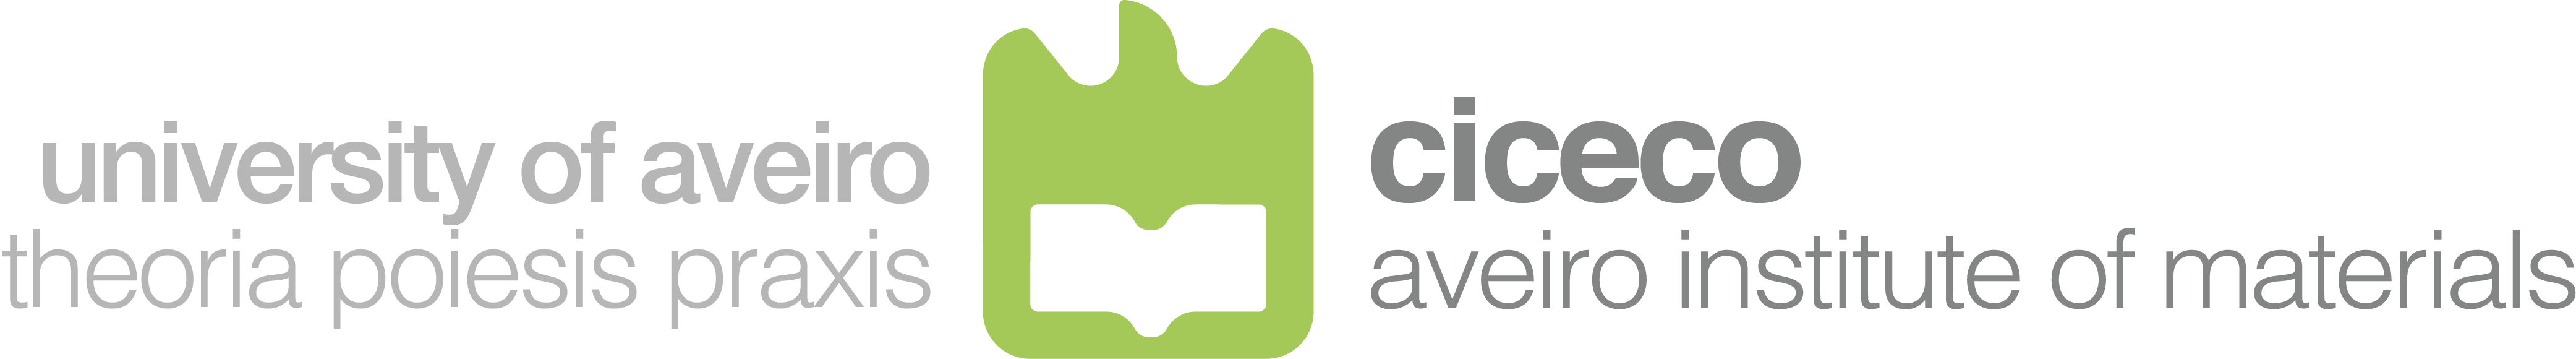 university of aveiro
theoria poiesis praxis
ciceco
aveiro institute of materials